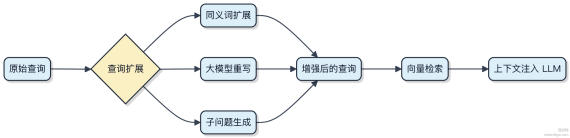 原始查询
查询扩展
同义词扩展
大模型重写
子问题生成
增强后的查询
向量检索
上下文注入 LLM